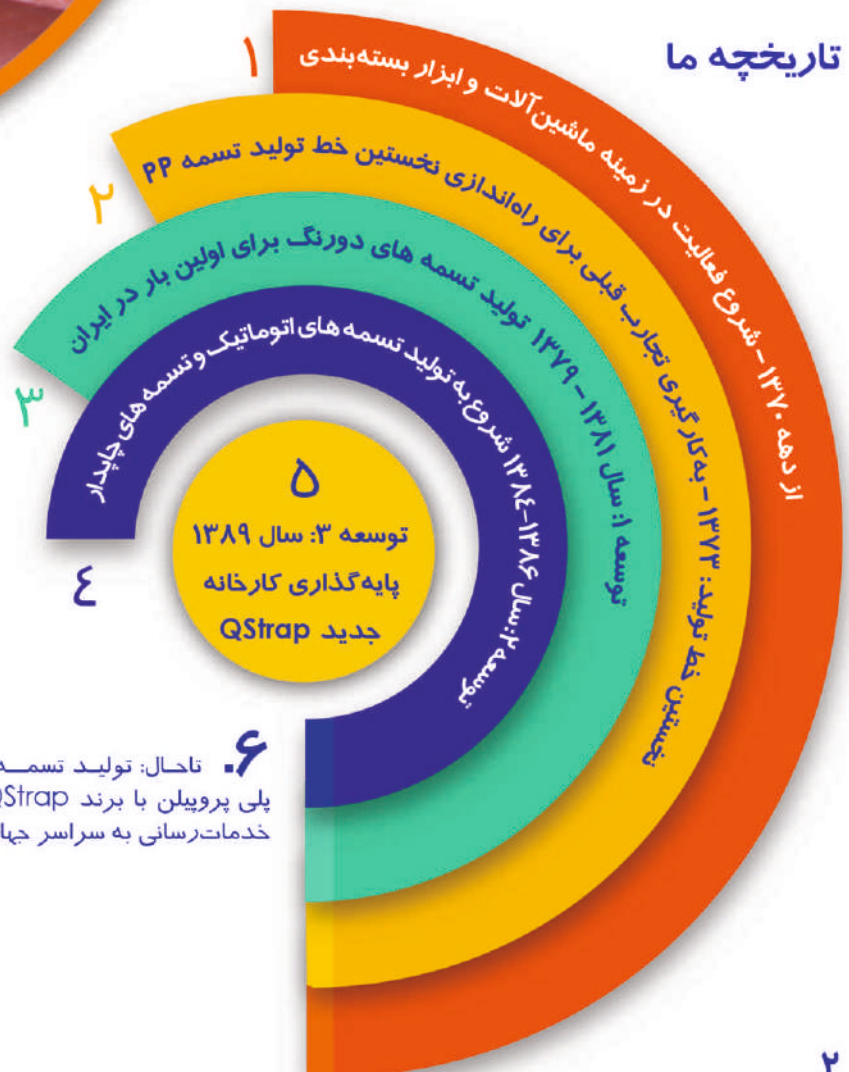 تاریخچه ما
۱
از دهه ۱۳۷۰ - شروع فعالیت در زمینه ماشین‌آلات و ابزار بسته‌بندی
۲
نخستین خط تولید: ۱۳۷۳ - به‌کارگیری تجارب قبلی برای راه‌اندازی نخستین خط تولید تسمه PP
۳
توسعه ۱: سال ۱۳۸۱ - ۱۳۷۹ تولید تسمه های دورنگ برای اولین بار در ایران
۴
توسعه ۲: سال ۱۳۸۶-۱۳۸۴ شروع به تولید تسمه های اتوماتیک و تسمه های چاپدار
۵
توسعه ۳: سال ۱۳۸۹
پایه‌گذاری کارخانه
جدید QStrap
۶. تاحال: تولید تسمه
پلی پروپیلن با برند QStrap
خدمات‌رسانی به سراسر
۲